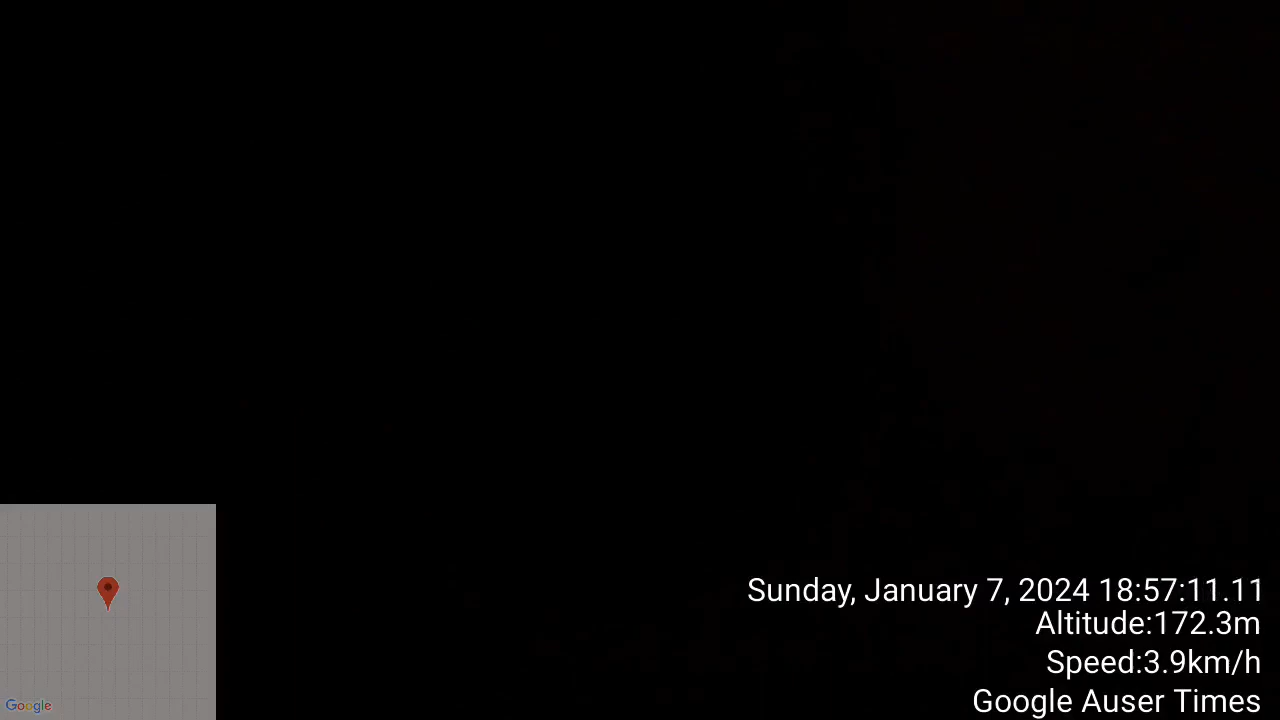 Sunday, January 7, 2024 18:57:11.11
Altitude:172.3m
Speed:3.9km/h
Google Auser Times
Google